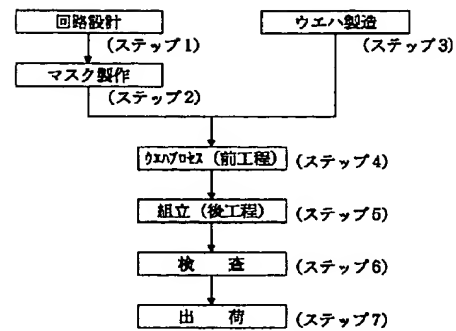 回路設計
(ステップ1)
ウエハ製造
(ステップ3)
マスク製作
(ステップ2)
ウエハプロセス (前工程) (ステップ4)
組立 (後工程) (ステップ5)
検 査 (ステップ6)
出 荷 (ステップ7)